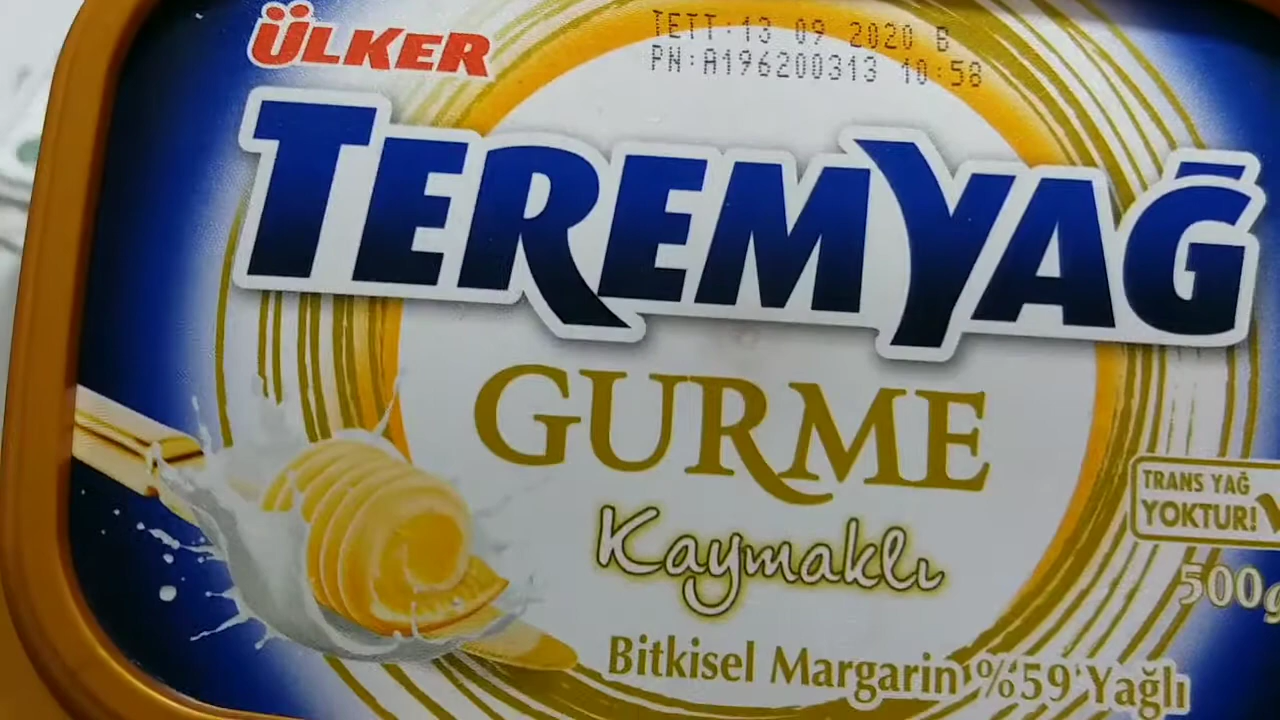 ÜLKER
TETT:13 09 2020 B
PN:A196200313 10:58
TEREMYAĞ
GURME
Kaymaklı
TRANS YAĞ
YOKTUR!
500g
Bitkisel Margarin %59 Yağlı